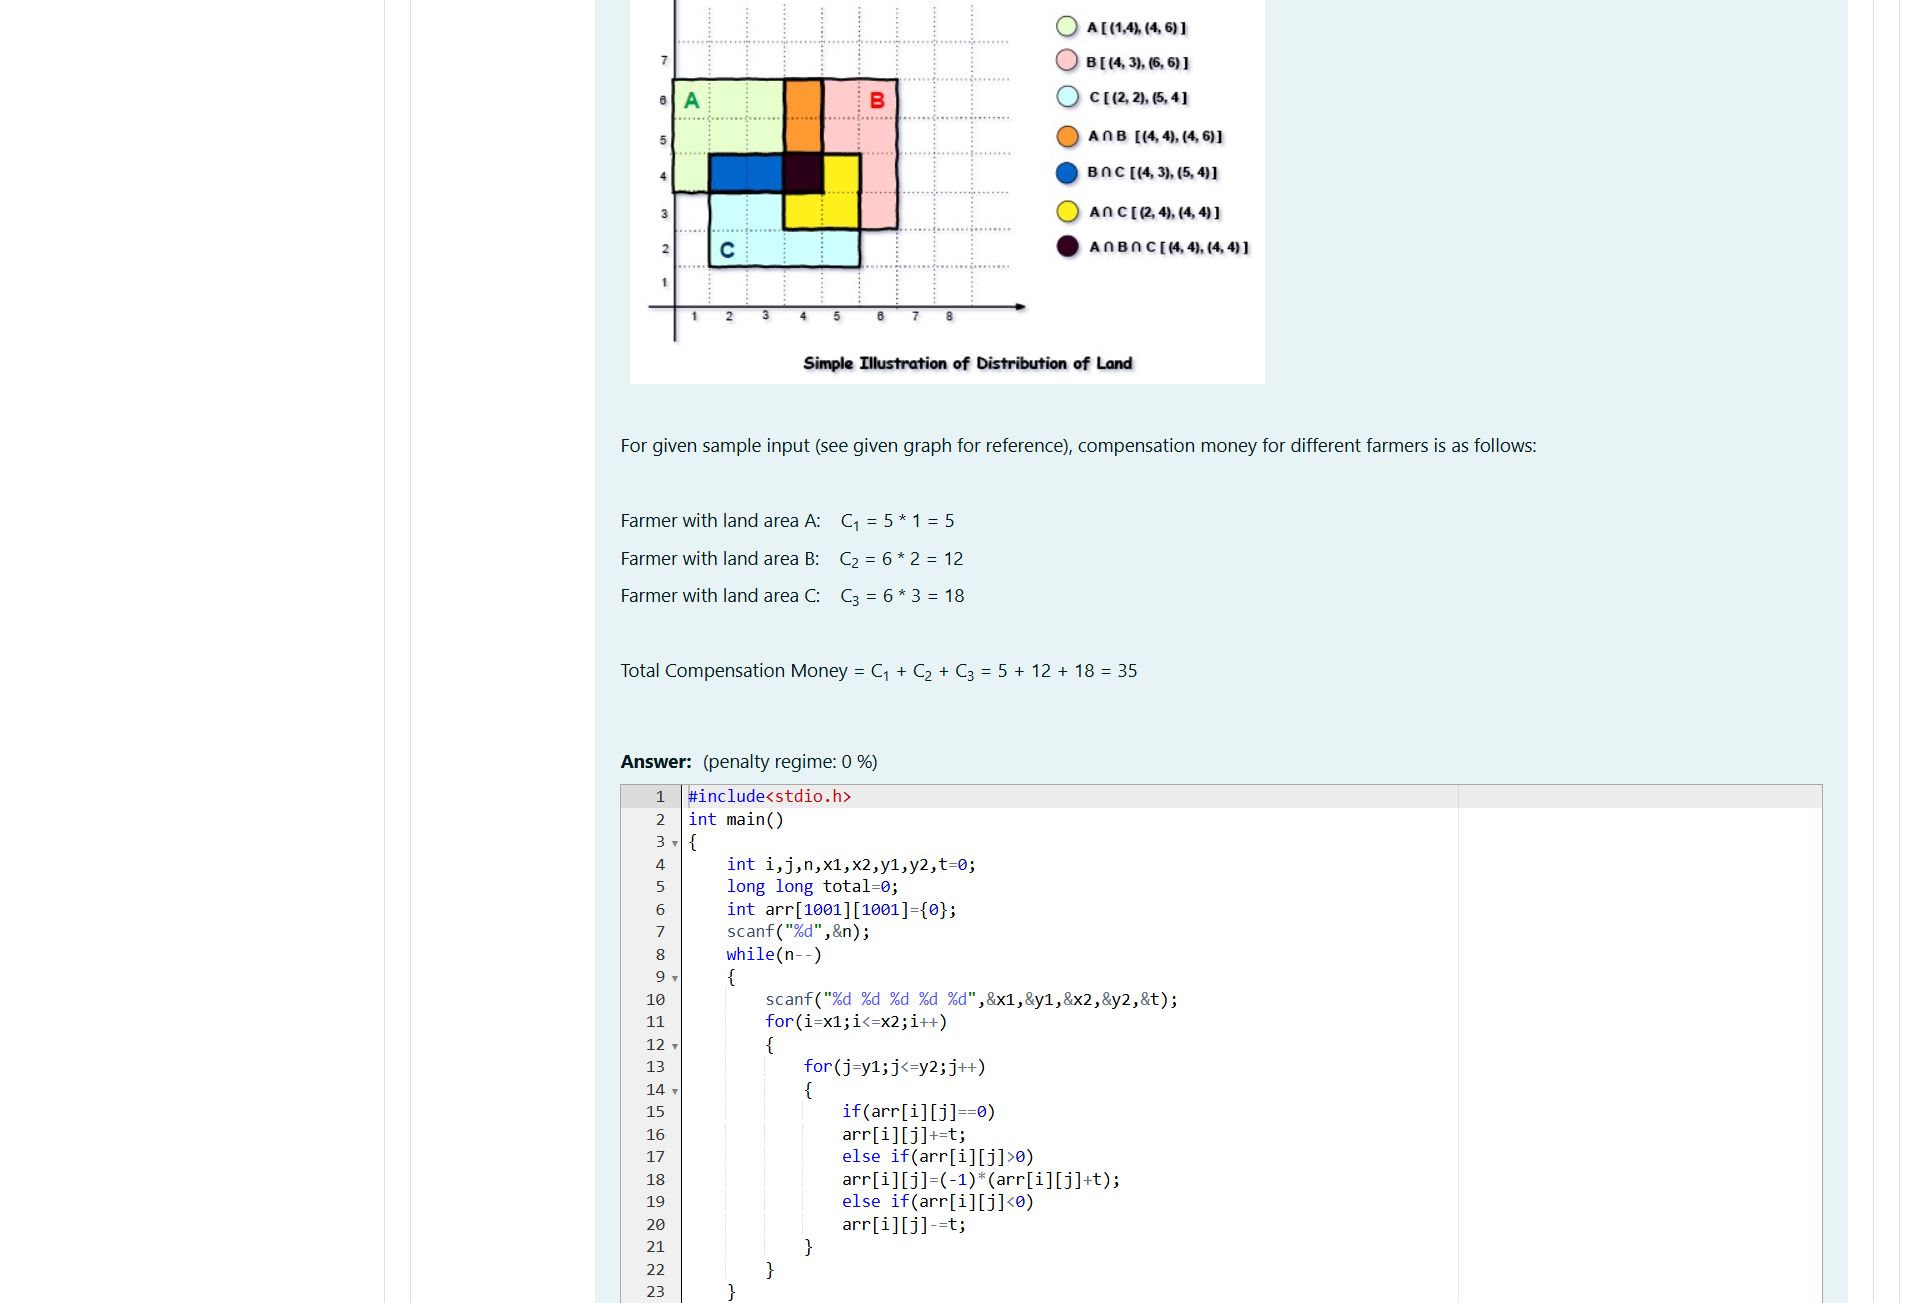 A [ (1,4), (4, 6) ]
B [ (4, 3), (6, 6) ]
C [ (2, 2), (5, 4 ]
A ∩ B [(4, 4), (4, 6)]
B ∩ C [(4, 3), (5, 4)]
A ∩ C [ (2, 4), (4, 4) ]
A ∩ B ∩ C [ (4, 4), (4, 4) ]
7
6
5
4
3
2
1
A
B
C
1 2 3 4 5 6 7 8
Simple Illustration of Distribution of Land
For given sample input (see given graph for reference), compensation money for different farmers is as follows:
Farmer with land area A: C₁ = 5 * 1 = 5
Farmer with land area B: C₂ = 6 * 2 = 12
Farmer with land area C: C₃ = 6 * 3 = 18
Total Compensation Money = C₁ + C₂ + C₃ = 5 + 12 + 18 = 35
Answer: (penalty regime: 0 %)
1 #include<stdio.h>
2 int main()
3 {
4 int i,j,n,x1,x2,y1,y2,t=0;
5 long long total=0;
6 int arr[1001][1001]={0};
7 scanf("%d",&n);
8 while(n--)
9 {
10 scanf("%d %d %d %d %d",&x1,&y1,&x2,&y2,&t);
11 for(i=x1;i<=x2;i++)
12 {
13 for(j=y1;j<=y2;j++)
14 {
15 if(arr[i][j]==0)
16 arr[i][j]+=t;
17 else if(arr[i][j]>0)
18 arr[i][j]=(-1)*(arr[i][j]+t);
19 else if(arr[i][j]<0)
20 arr[i][j]-=t;
21 }
22 }
23 }